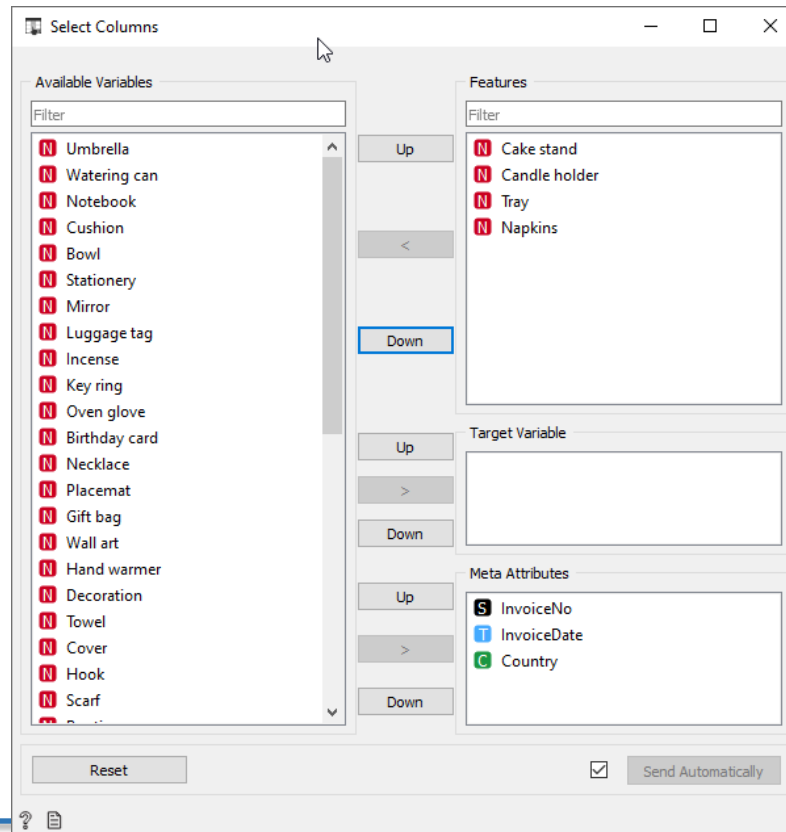 Select Columns
Available Variables
Filter
N Umbrella
N Watering can
N Notebook
N Cushion
N Bowl
N Stationery
N Mirror
N Luggage tag
N Incense
N Key ring
N Oven glove
N Birthday card
N Necklace
N Placemat
N Gift bag
N Wall art
N Hand warmer
N Decoration
N Towel
N Cover
N Hook
N Scarf
Up
<
Down
Up
>
Down
Up
>
Down
Features
Filter
N Cake stand
N Candle holder
N Tray
N Napkins
Target Variable
Meta Attributes
S InvoiceNo
T InvoiceDate
C Country
Reset
Send Automatically
?